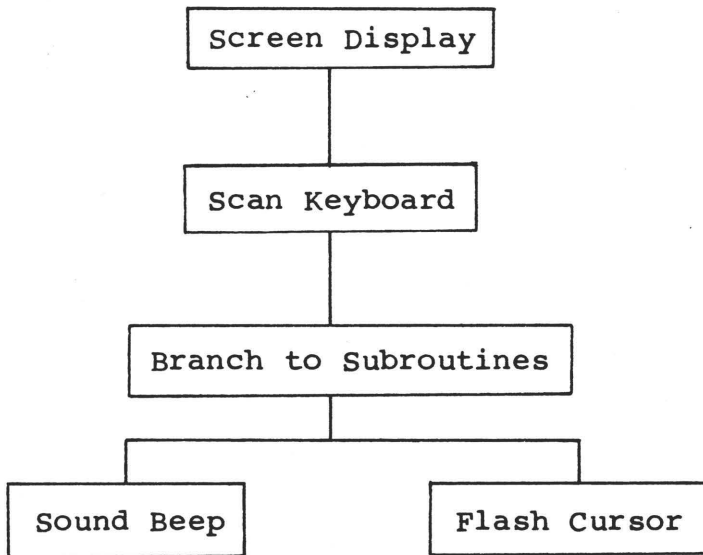 Screen Display
Scan Keyboard
Branch to Subroutines
Sound Beep
Flash Cursor